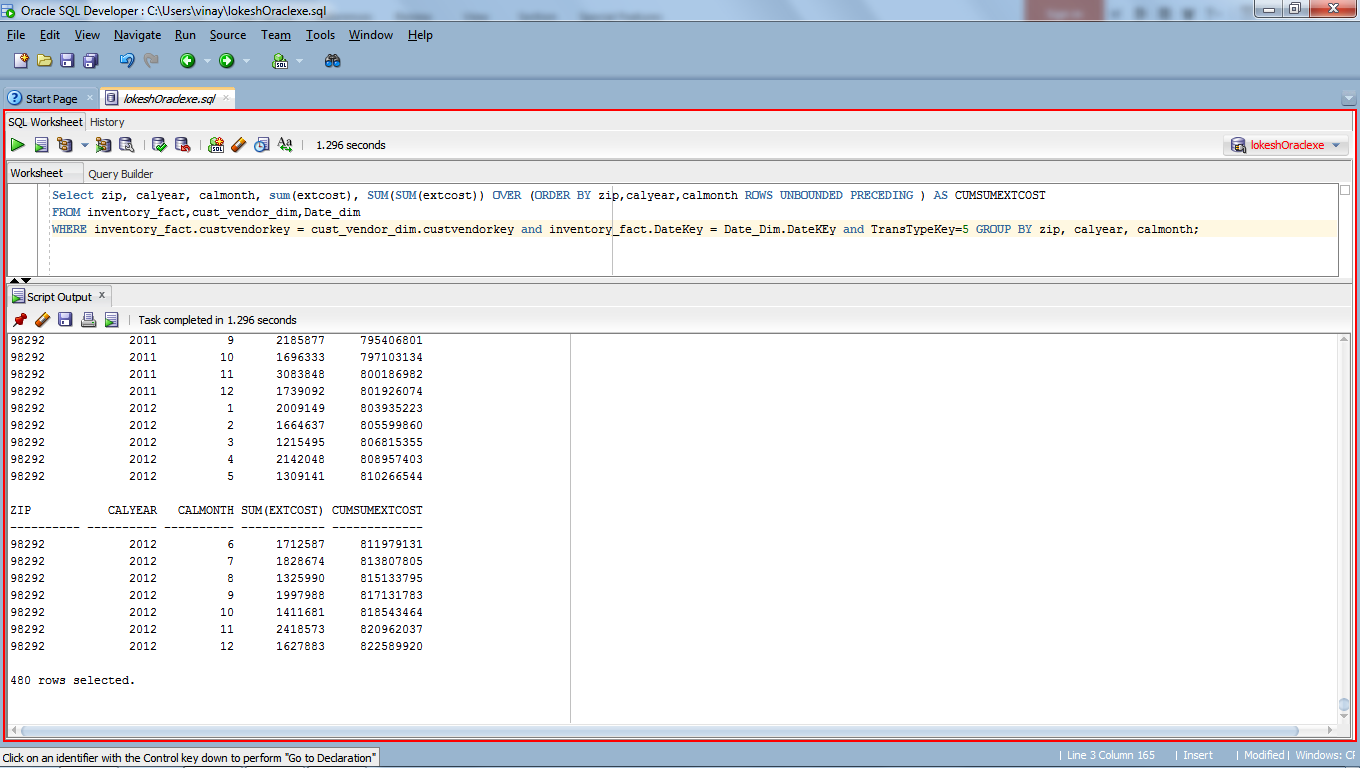 Oracle SQL Developer : C:\Users\vinay\lokeshOraclexe.sql
File Edit View Navigate Run Source Team Tools Window Help
Start Page lokeshOraclexe.sql
SQL Worksheet History
1.296 seconds lokeshOraclexe
Worksheet Query Builder
Select zip, calyear, calmonth, sum(extcost), SUM(SUM(extcost)) OVER (ORDER BY zip,calyear,calmonth ROWS UNBOUNDED PRECEDING ) AS CUMSUMEXTCOST
FROM inventory_fact,cust_vendor_dim,Date_dim
WHERE inventory_fact.custvendorkey = cust_vendor_dim.custvendorkey and inventory_fact.DateKey = Date_Dim.DateKEy and TransTypeKey=5 GROUP BY zip, calyear, calmonth;
Script Output x
Task completed in 1.296 seconds
98292 2011 9 2185877 795406801
98292 2011 10 1696333 797103134
98292 2011 11 3083848 800186982
98292 2011 12 1739092 801926074
98292 2012 1 2009149 803935223
98292 2012 2 1664637 805599860
98292 2012 3 1215495 806815355
98292 2012 4 2142048 808957403
98292 2012 5 1309141 810266544
ZIP CALYEAR CALMONTH SUM(EXTCOST) CUMSUMEXTCOST
---------- ---------- ---------- ------------ -------------
98292 2012 6 1712587 811979131
98292 2012 7 1828674 813807805
98292 2012 8 1325990 815133795
98292 2012 9 1997988 817131783
98292 2012 10 1411681 818543464
98292 2012 11 2418573 820962037
98292 2012 12 1627883 822589920
480 rows selected.
Click on an identifier with the Control key down to perform "Go to Declaration" | Line 3 Column 165 | Insert | Modified | Windows: CF